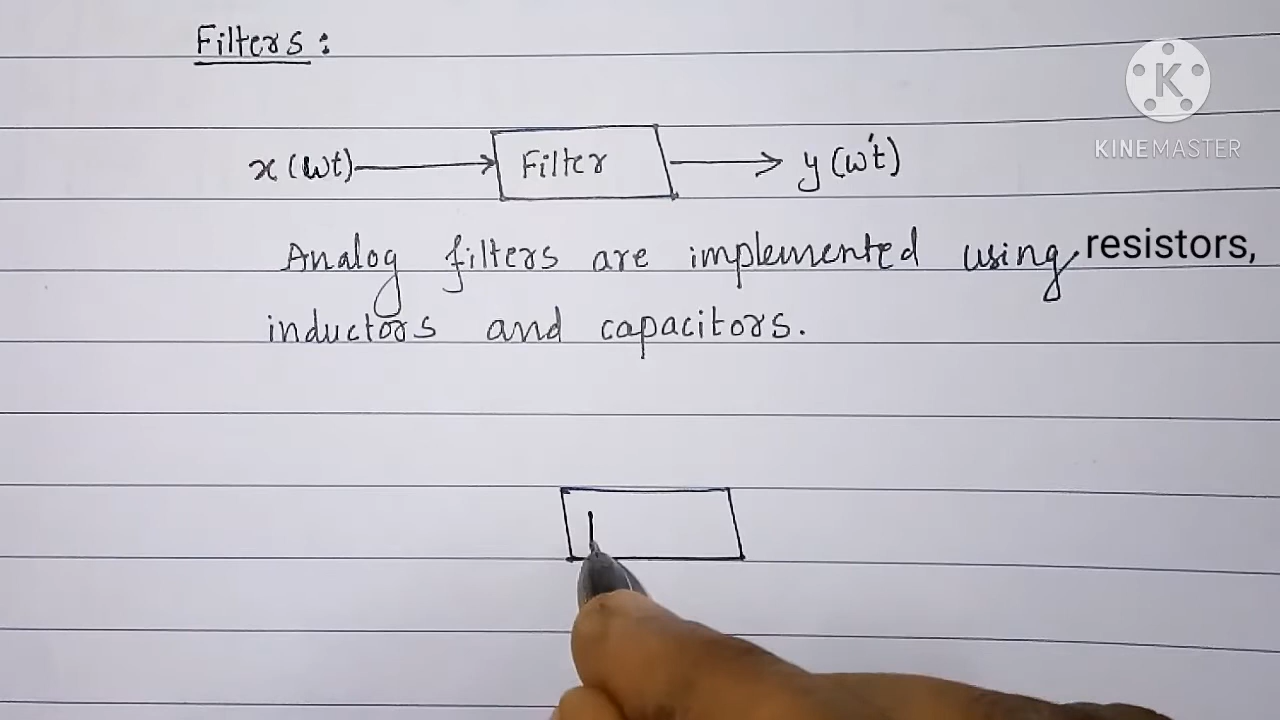 Filters :
x(ωt) Filter y(ω't)
Analog filters are implemented using resistors,
inductors and capacitors.
K
KINEMASTER